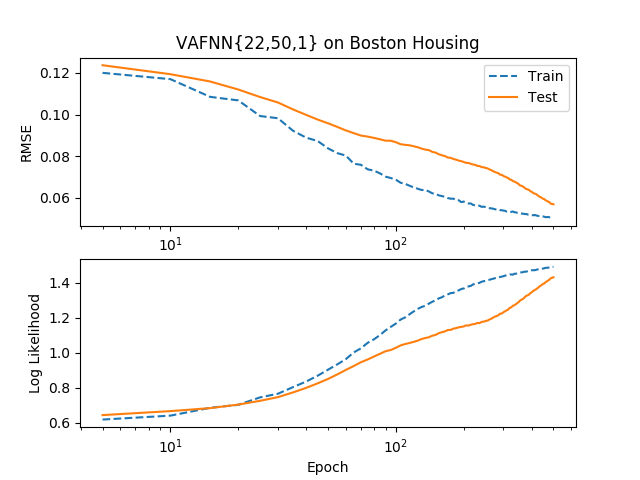 VAFNN{22,50,1} on Boston Housing
RMSE
0.12
0.10
0.08
0.06
Train
Test
10¹
10²
Log Likelihood
1.4
1.2
1.0
0.8
0.6
10¹
10²
Epoch